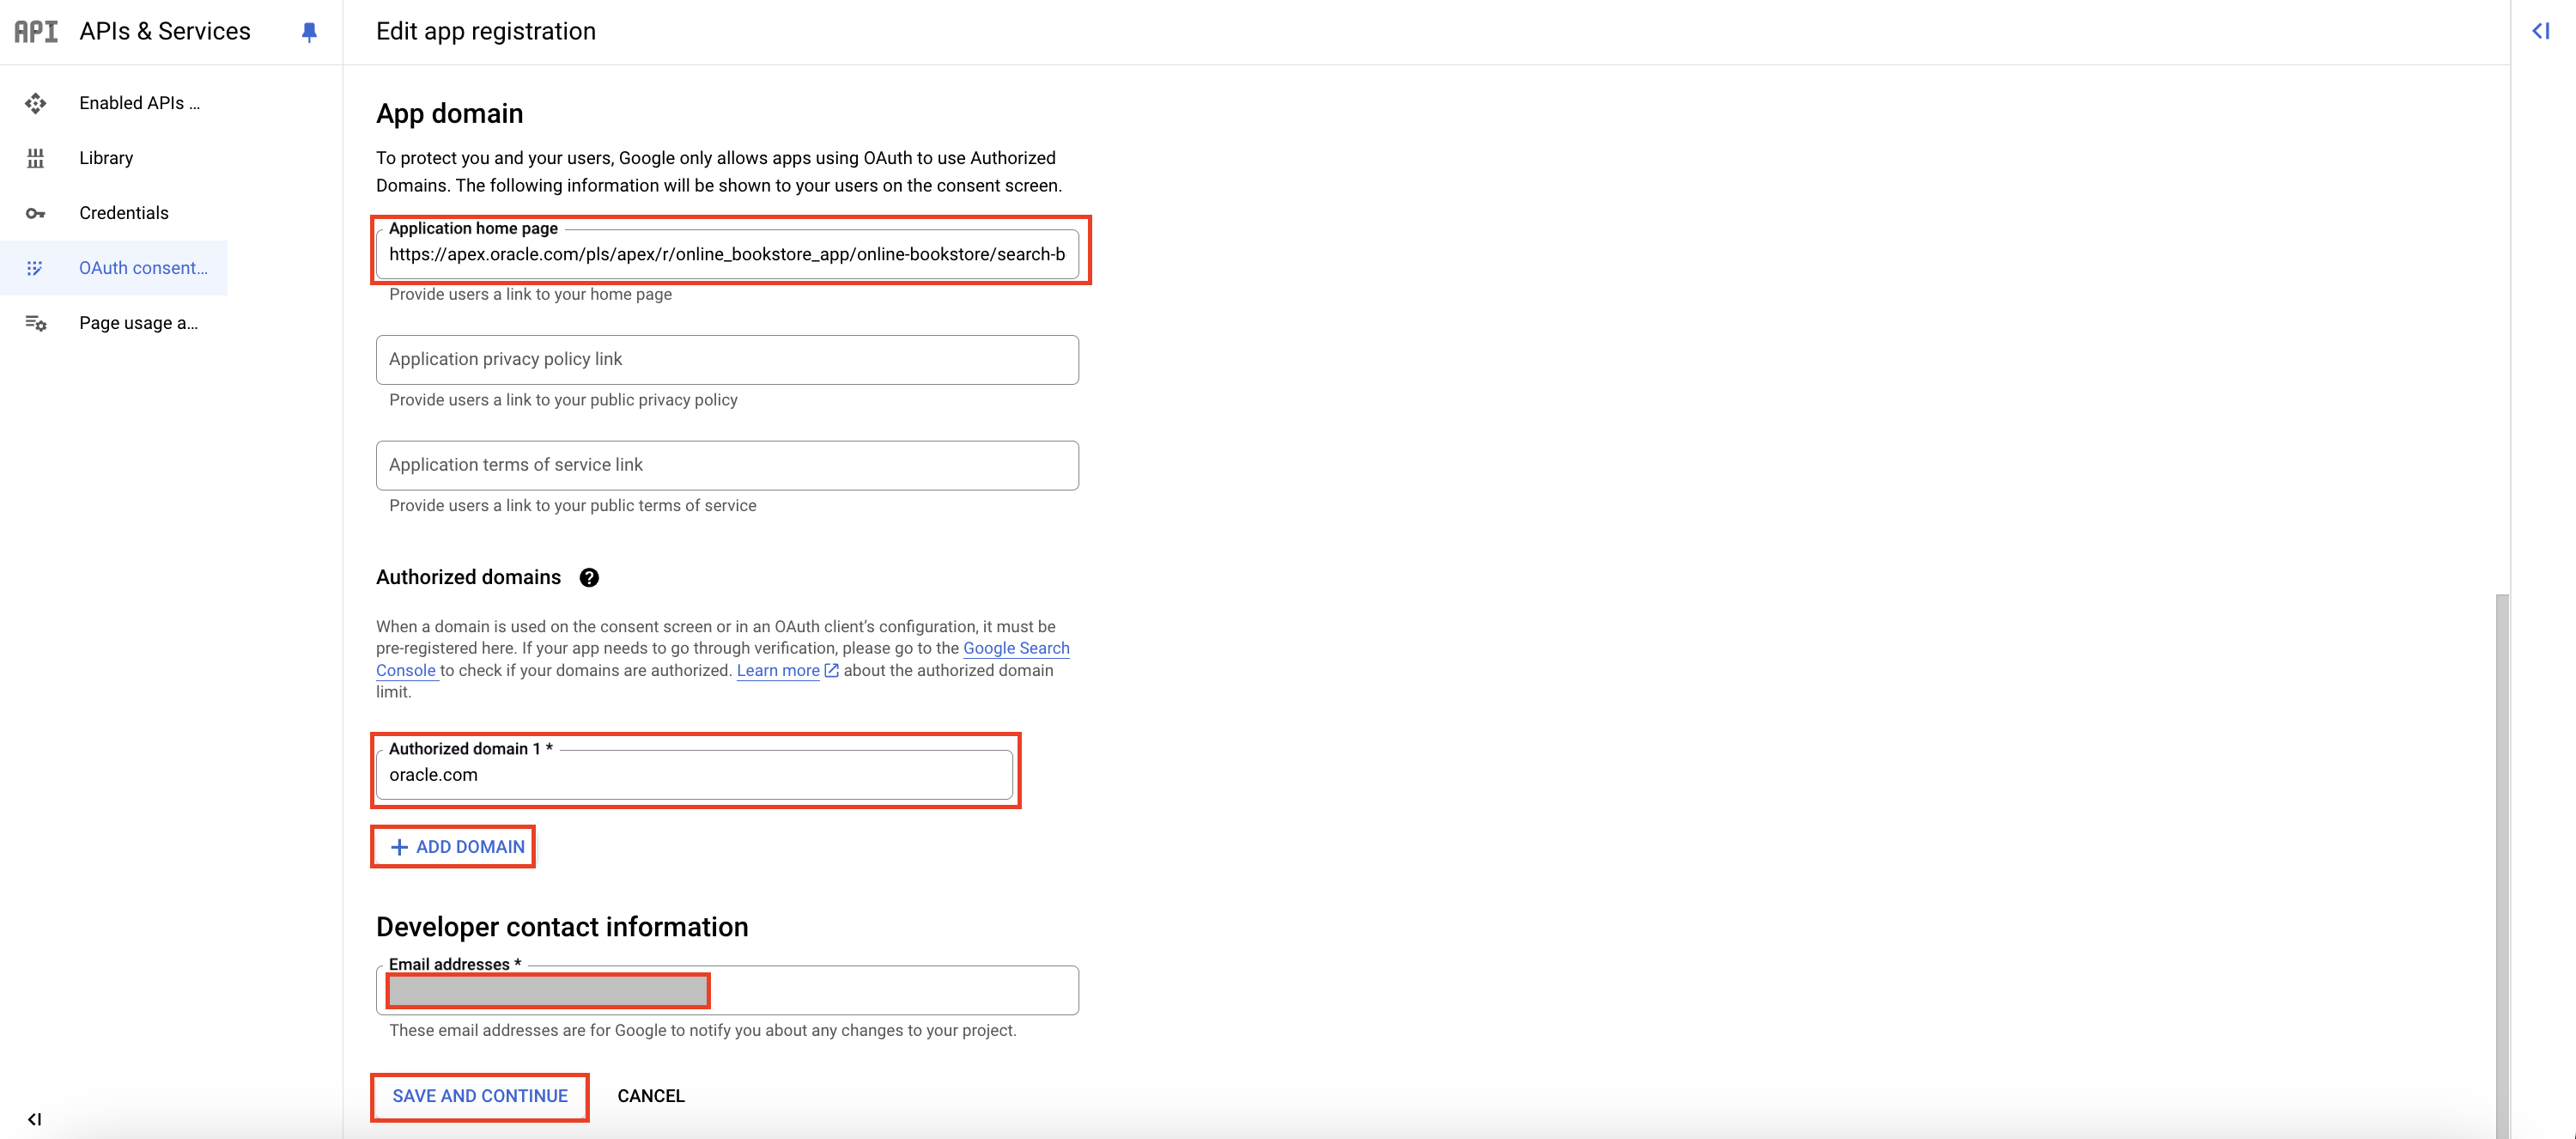 API APIs & Services
Edit app registration
Enabled APIs ...
Library
Credentials
OAuth consent...
Page usage a...
App domain
To protect you and your users, Google only allows apps using OAuth to use Authorized
Domains. The following information will be shown to your users on the consent screen.
Application home page
https://apex.oracle.com/pls/apex/r/online_bookstore_app/online-bookstore/search-b
Provide users a link to your home page
Application privacy policy link
Provide users a link to your public privacy policy
Application terms of service link
Provide users a link to your public terms of service
Authorized domains ?
When a domain is used on the consent screen or in an OAuth client's configuration, it must be
pre-registered here. If your app needs to go through verification, please go to the Google Search
Console to check if your domains are authorized. Learn more about the authorized domain
limit.
Authorized domain 1 *
oracle.com
+ ADD DOMAIN
Developer contact information
Email addresses *
These email addresses are for Google to notify you about any changes to your project.
SAVE AND CONTINUE CANCEL